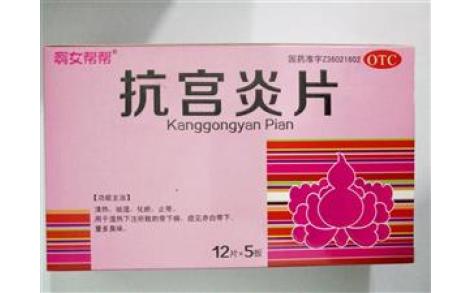 翁女帮帮®
国药准字Z36021602
OTC
抗宫炎片
Kanggongyan Pian
【功能主治】
清热，祛湿，化瘀，止带。
用于湿热下注所致的带下病，症见赤白带下、
量多臭味。
12片×5板